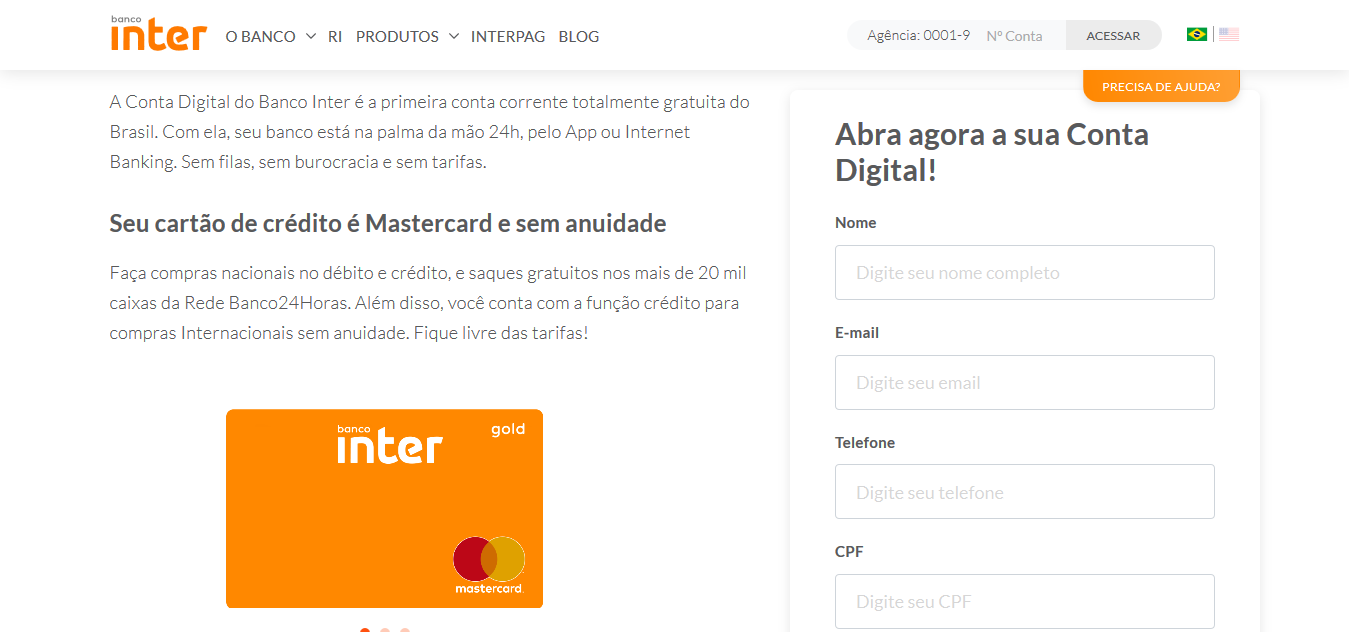 banco
inter
O BANCO RI PRODUTOS INTERPAG BLOG
Agência: 0001-9 Nº Conta ACESSAR
PRECISA DE AJUDA?
A Conta Digital do Banco Inter é a primeira conta corrente totalmente gratuita do
Brasil. Com ela, seu banco está na palma da mão 24h, pelo App ou Internet
Banking. Sem filas, sem burocracia e sem tarifas.
Seu cartão de crédito é Mastercard e sem anuidade
Faça compras nacionais no débito e crédito, e saques gratuitos nos mais de 20 mil
caixas da Rede Banco24Horas. Além disso, você conta com a função crédito para
compras Internacionais sem anuidade. Fique livre das tarifas!
banco
inter
gold
mastercard.
Abra agora a sua Conta
Digital!
Nome
Digite seu nome completo
E-mail
Digite seu email
Telefone
Digite seu telefone
CPF
Digite seu CPF